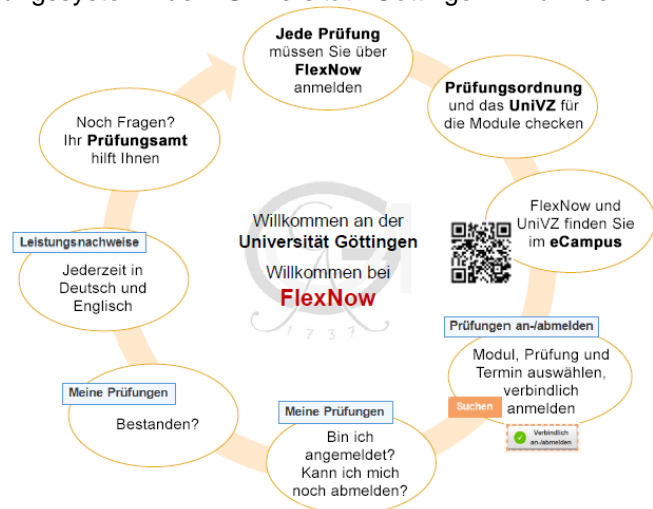 Jede Prüfung
müssen Sie über
FlexNow
anmelden
Prüfungsordnung
und das UniVZ für
die Module checken
FlexNow und
UniVZ finden Sie
im eCampus
Prüfungen an-/abmelden
Modul, Prüfung und
Termin auswählen,
verbindlich
anmelden
Suchen
Verbindlich
an-/abmelden
Meine Prüfungen
Bin ich
angemeldet?
Kann ich mich
noch abmelden?
Meine Prüfungen
Bestanden?
Leistungsnachweise
Jederzeit in
Deutsch und
Englisch
Noch Fragen?
Ihr Prüfungsamt
hilft Ihnen
Willkommen an der
Universität Göttingen
Willkommen bei
FlexNow
1737